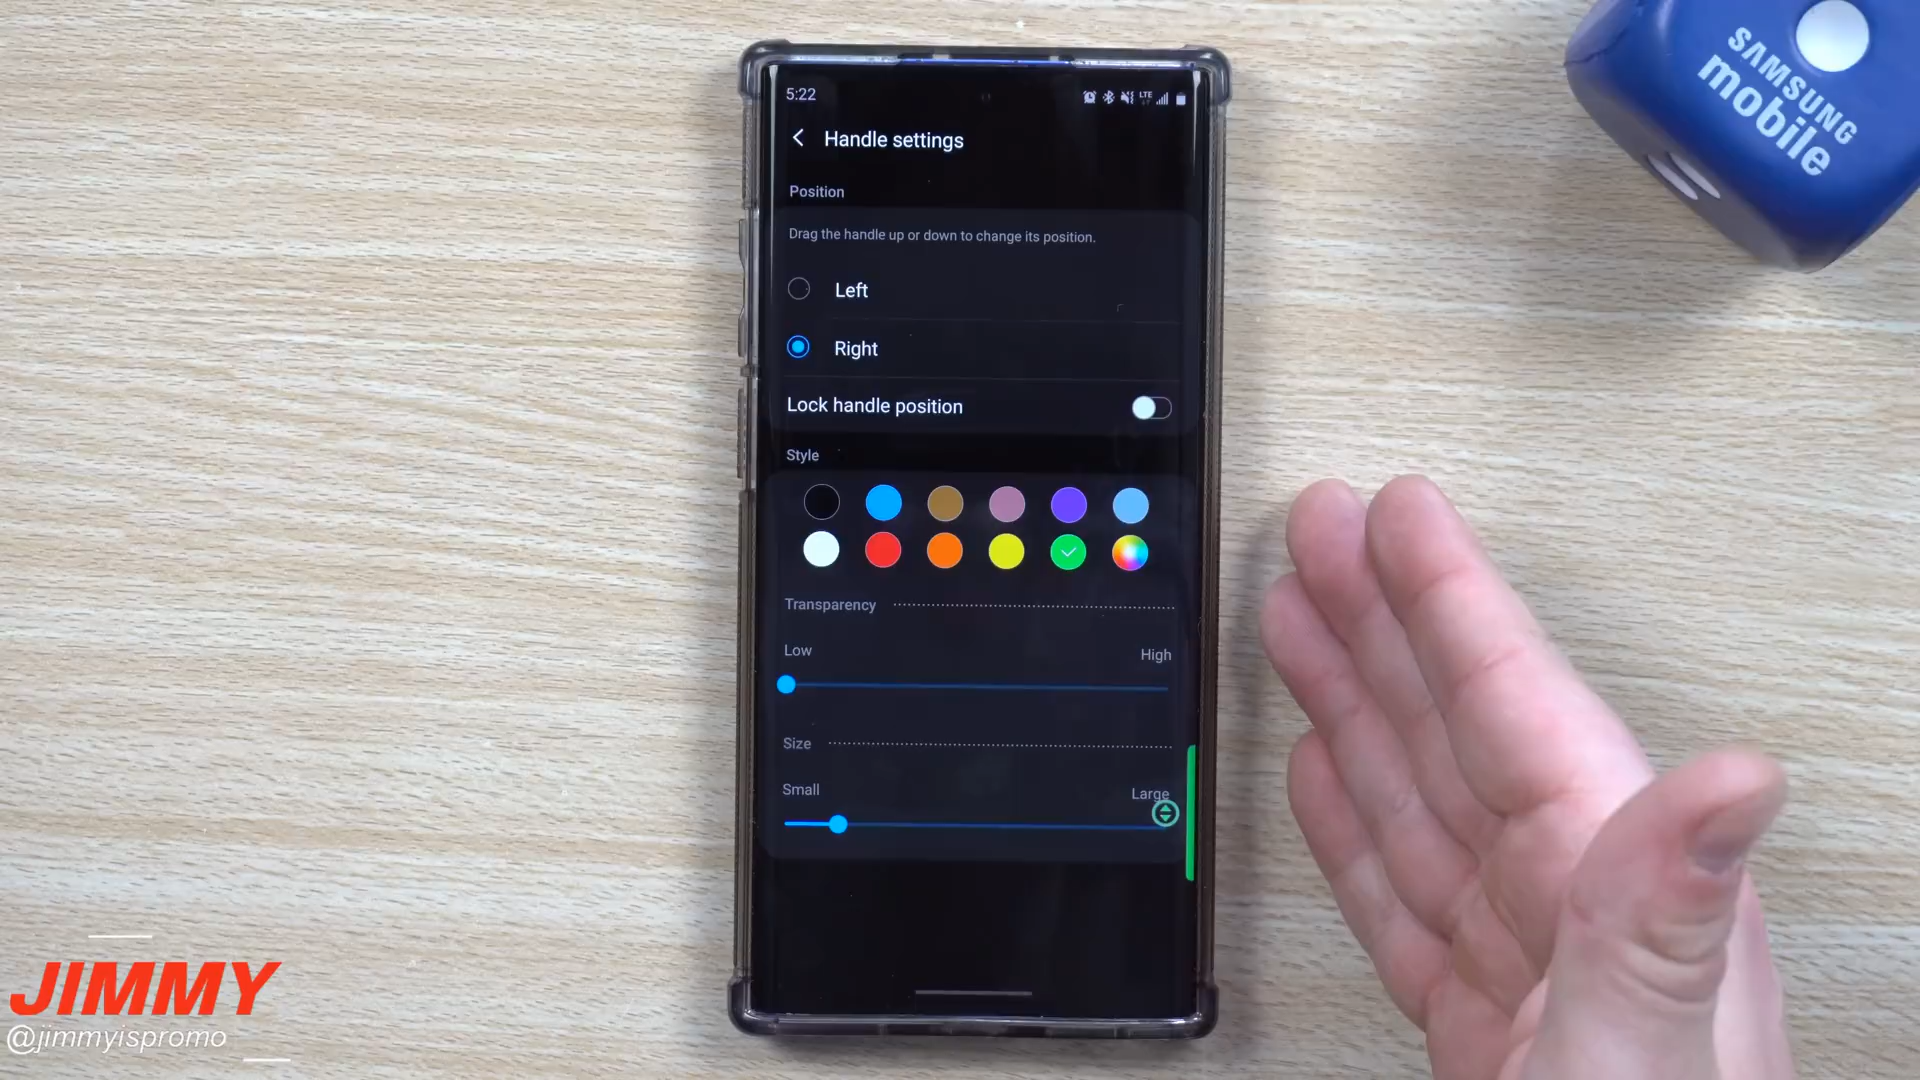 SAMSUNG
mobile
5:22
LTE
Handle settings
Position
Drag the handle up or down to change its position.
Left
Right
Lock handle position
Style
Transparency
Low
High
Size
Small
Large
JIMMY
@jimmyispromo